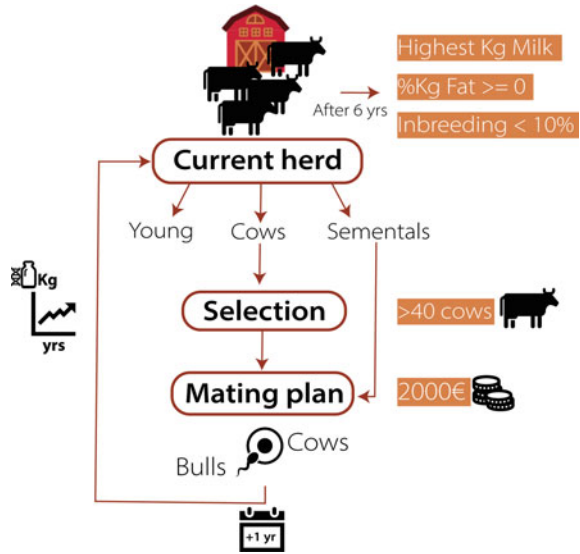 Highest Kg Milk
%Kg Fat >= 0
After 6 yrs
Inbreeding < 10%
Current herd
Young
Cows
Sementals
Kg
yrs
Selection
>40 cows
Mating plan
2000€
Cows
Bulls
+1 yr